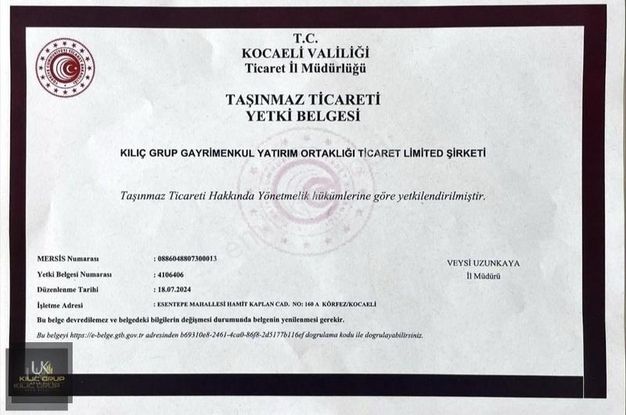 T.C.
KOCAELİ VALİLİĞİ
Ticaret İl Müdürlüğü
TAŞINMAZ TİCARETİ
YETKİ BELGESİ
KILIÇ GRUP GAYRİMENKUL YATIRIM ORTAKLIĞI TİCARET LİMİTED ŞİRKETİ
Taşınmaz Ticareti Hakkında Yönetmelik hükümlerine göre yetkilendirilmiştir.
MERSİS Numarası : 0886048807300013
Yetki Belgesi Numarası : 4106406
Düzenlenme Tarihi : 18.07.2024
İşletme Adresi : ESENTEPE MAHALLESİ HAMİT KAPLAN CAD. NO: 160 A KÖRFEZ/KOCAELİ
VEYSİ UZUNKAYA
İl Müdürü
Bu belge devredilemez ve belgedeki bilgilerin değişmesi durumunda belgenin yenilenmesi gerekir.
Bu belgeyi https://e-belge.gtb.gov.tr adresinden b69310e8-2461-4ca0-86f8-2d5177b116ef dogrulama kodu ile dogrulayabilirsiniz.
KILIÇ GRUP